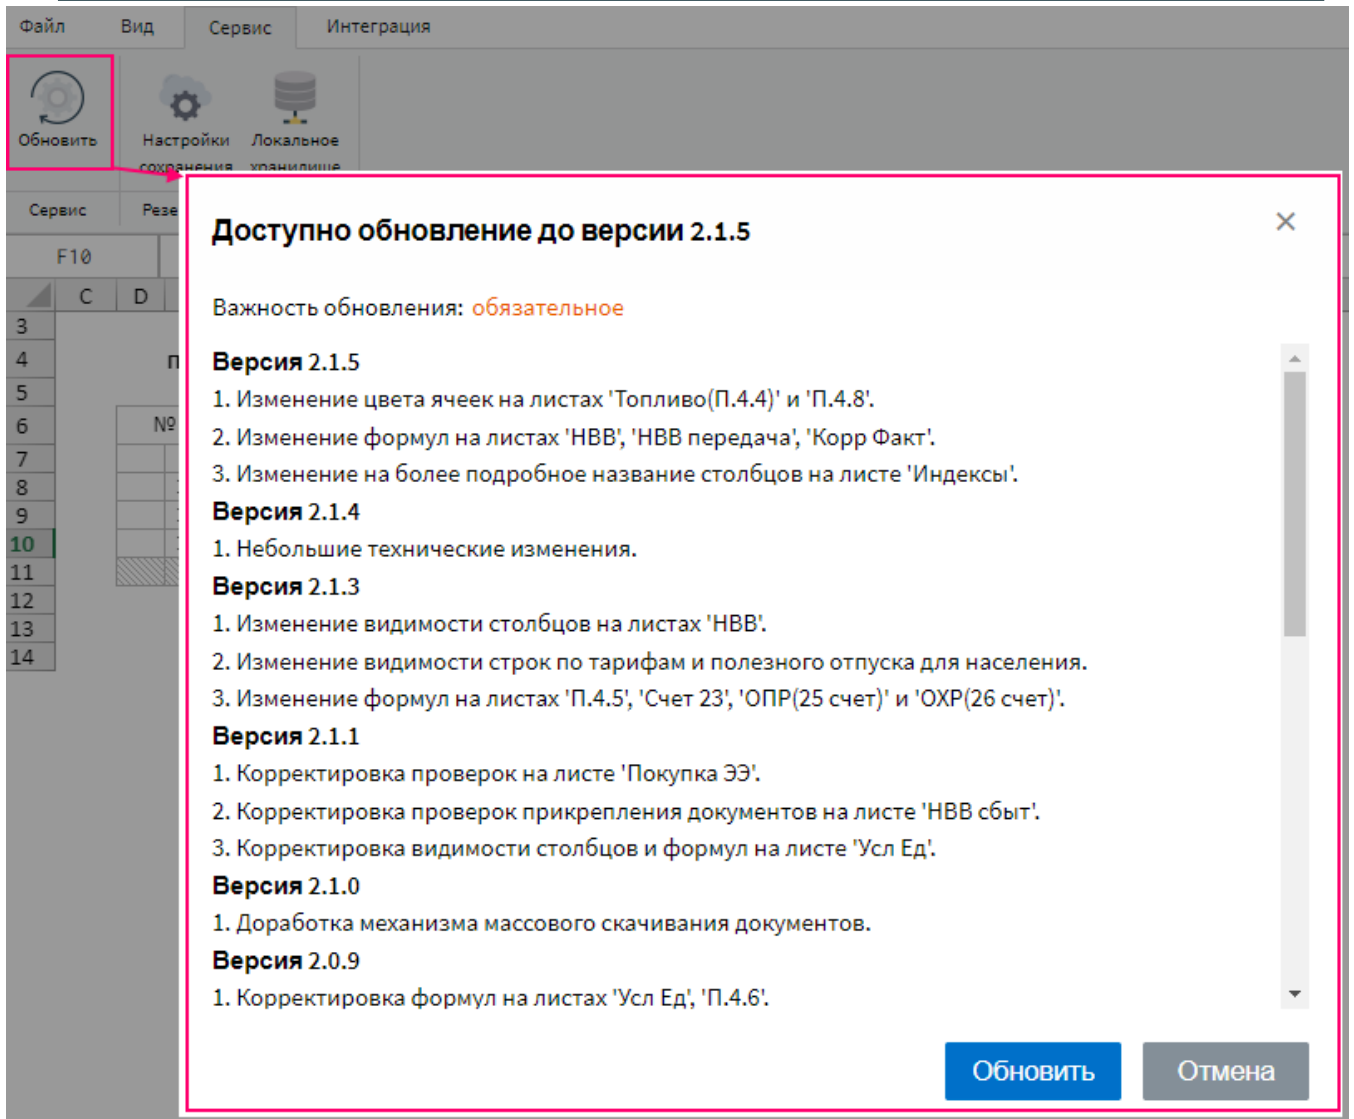 Файл Вид Сервис Интеграция
Обновить
Настройки сохранения
Локальное хранилище
Сервис Резе
F10
C D
3
4 п
5
6 №
7
8
9
10
11
12
13
14
Доступно обновление до версии 2.1.5
Важность обновления: обязательное
Версия 2.1.5
1. Изменение цвета ячеек на листах 'Топливо(П.4.4)' и 'П.4.8'.
2. Изменение формул на листах 'НВВ', 'НВВ передача', 'Корр Факт'.
3. Изменение на более подробное название столбцов на листе 'Индексы'.
Версия 2.1.4
1. Небольшие технические изменения.
Версия 2.1.3
1. Изменение видимости столбцов на листах 'НВВ'.
2. Изменение видимости строк по тарифам и полезного отпуска для населения.
3. Изменение формул на листах 'П.4.5', 'Счет 23', 'ОПР(25 счет)' и 'ОХР(26 счет)'.
Версия 2.1.1
1. Корректировка проверок на листе 'Покупка ЭЭ'.
2. Корректировка проверок прикрепления документов на листе 'НВВ сбыт'.
3. Корректировка видимости столбцов и формул на листе 'Усл Ед'.
Версия 2.1.0
1. Доработка механизма массового скачивания документов.
Версия 2.0.9
1. Корректировка формул на листах 'Усл Ед', 'П.4.6'.
Обновить Отмена